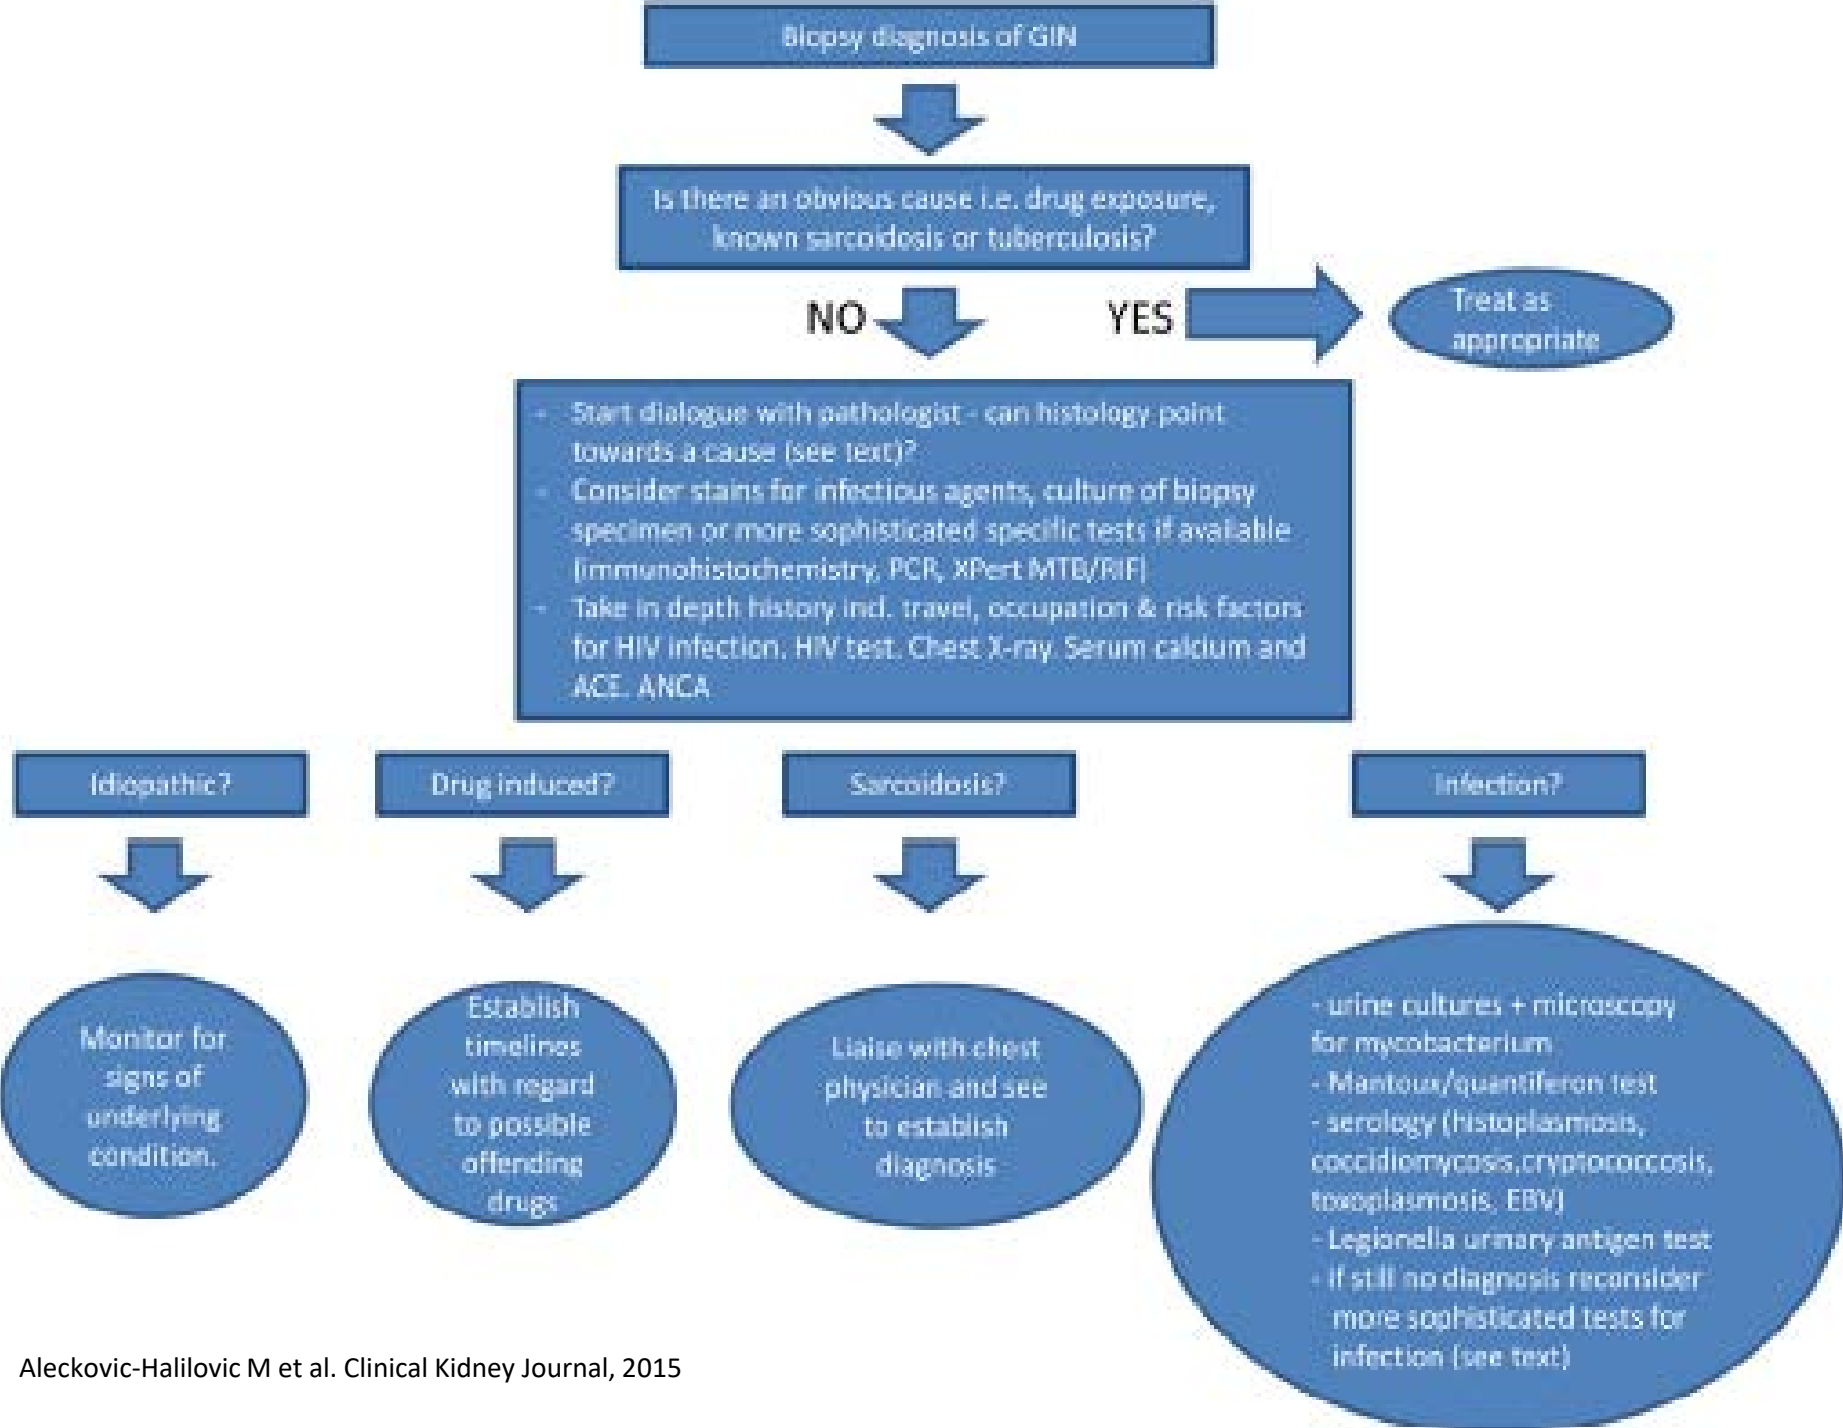 Biopsy diagnosis of GIN
Is there an obvious cause i.e. drug exposure,
known sarcoidosis or tuberculosis?
NO
YES
Treat as
appropriate
- Start dialogue with pathologist - can histology point
towards a cause (see text)?
- Consider stains for infectious agents, culture of biopsy
specimen or more sophisticated specific tests if available
(immunohistochemistry, PCR, XPert MTB/RIF)
- Take in depth history incl. travel, occupation & risk factors
for HIV infection. HIV test. Chest X-ray. Serum calcium and
ACE. ANCA
Idiopathic?
Drug induced?
Sarcoidosis?
Infection?
Monitor for
signs of
underlying
condition.
Establish
timelines
with regard
to possible
offending
drugs
Liaise with chest
physician and see
to establish
diagnosis
- urine cultures + microscopy
for mycobacterium
- Mantoux/quantiferon test
- serology (histoplasmosis,
coccidiomycosis,cryptococcosis,
toxoplasmosis, EBV)
- Legionella urinary antigen test
- if still no diagnosis reconsider
more sophisticated tests for
infection (see text)
Aleckovic-Halilovic M et al. Clinical Kidney Journal, 2015